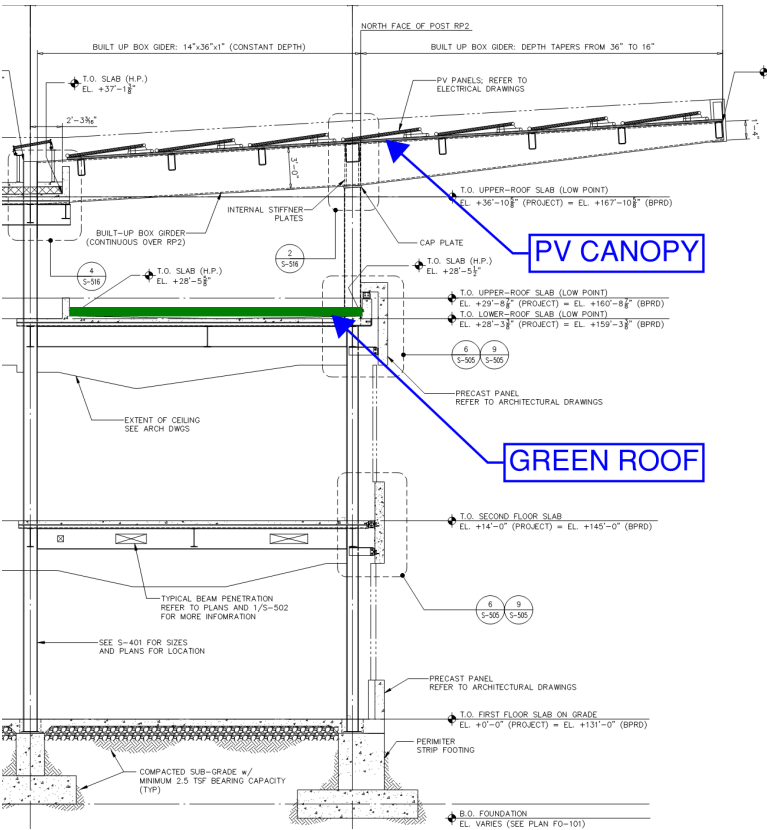 NORTH FACE OF POST RP2
BUILT UP BOX GIDER: 14"x36"x1" (CONSTANT DEPTH)
BUILT UP BOX GIDER: DEPTH TAPERS FROM 36" TO 16"
T.O. SLAB (H.P.)
EL. +37'-1⅜"
PV PANELS; REFER TO
ELECTRICAL DRAWINGS
2'-3³⁄₁₆"
1'-4"
3'-0"
INTERNAL STIFFNER
PLATES
T.O. UPPER-ROOF SLAB (LOW POINT)
EL. +36'-10⅝" (PROJECT) = EL. +167'-10⅝" (BPRD)
BUILT-UP BOX GIRDER
(CONTINUOUS OVER RP2)
CAP PLATE
PV CANOPY
2
S-516
4
S-516
T.O. SLAB (H.P.)
EL. +28'-5⅝"
T.O. SLAB (H.P.)
EL. +28'-5½"
T.O. UPPER-ROOF SLAB (LOW POINT)
EL. +29'-8⅞" (PROJECT) = EL. +160'-8⅞" (BPRD)
T.O. LOWER-ROOF SLAB (LOW POINT)
EL. +28'-3⅜" (PROJECT) = EL. +159'-3⅜" (BPRD)
6
S-505
9
S-505
PRECAST PANEL
REFER TO ARCHITECTURAL DRAWINGS
EXTENT OF CEILING
SEE ARCH DWGS
GREEN ROOF
T.O. SECOND FLOOR SLAB
EL. +14'-0" (PROJECT) = EL. +145'-0" (BPRD)
TYPICAL BEAM PENETRATION
REFER TO PLANS AND 1/S-502
FOR MORE INFOMRATION
6
S-505
9
S-505
SEE S-401 FOR SIZES
AND PLANS FOR LOCATION
PRECAST PANEL
REFER TO ARCHITECTURAL DRAWINGS
T.O. FIRST FLOOR SLAB ON GRADE
EL. +0'-0" (PROJECT) = EL. +131'-0" (BPRD)
PERIMITER
STRIP FOOTING
COMPACTED SUB-GRADE w/
MINIMUM 2.5 TSF BEARING CAPACITY
(TYP)
B.O. FOUNDATION
EL. VARIES (SEE PLAN FO-101)